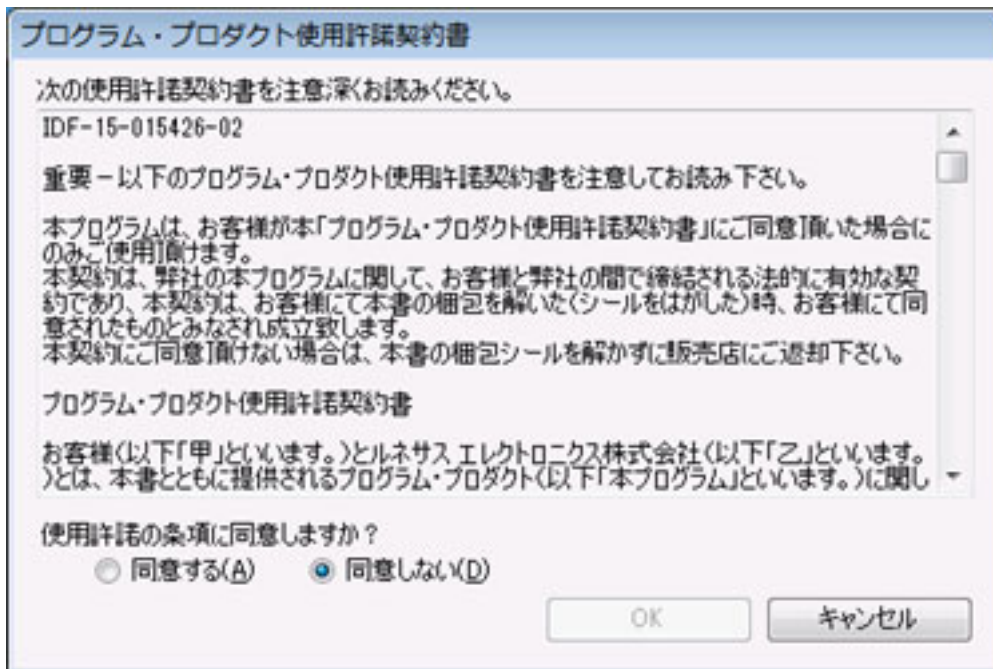 プログラム・プロダクト使用許諾契約書
次の使用許諾契約書を注意深くお読みください。
IDF-15-015426-02
重要－以下のプログラム・プロダクト使用許諾契約書を注意してお読み下さい。
本プログラムは、お客様が本「プログラム・プロダクト使用許諾契約書」にご同意頂いた場合に
のみご使用頂けます。
本契約は、弊社の本プログラムに関して、お客様と弊社の間で締結される法的に有効な契
約であり、本契約は、お客様にて本書の梱包を解いた(シールをはがした)時、お客様にて同
意されたものとみなされ成立致します。
本契約にご同意頂けない場合は、本書の梱包シールを解かずに販売店にご返却下さい。
プログラム・プロダクト使用許諾契約書
お客様(以下「甲」といいます。)とルネサス エレクトロニクス株式会社(以下「乙」といいます。
)とは、本書とともに提供されるプログラム・プロダクト(以下「本プログラム」といいます。)に関し
使用許諾の条項に同意しますか？
同意する(A) 同意しない(D)
OK キャンセル